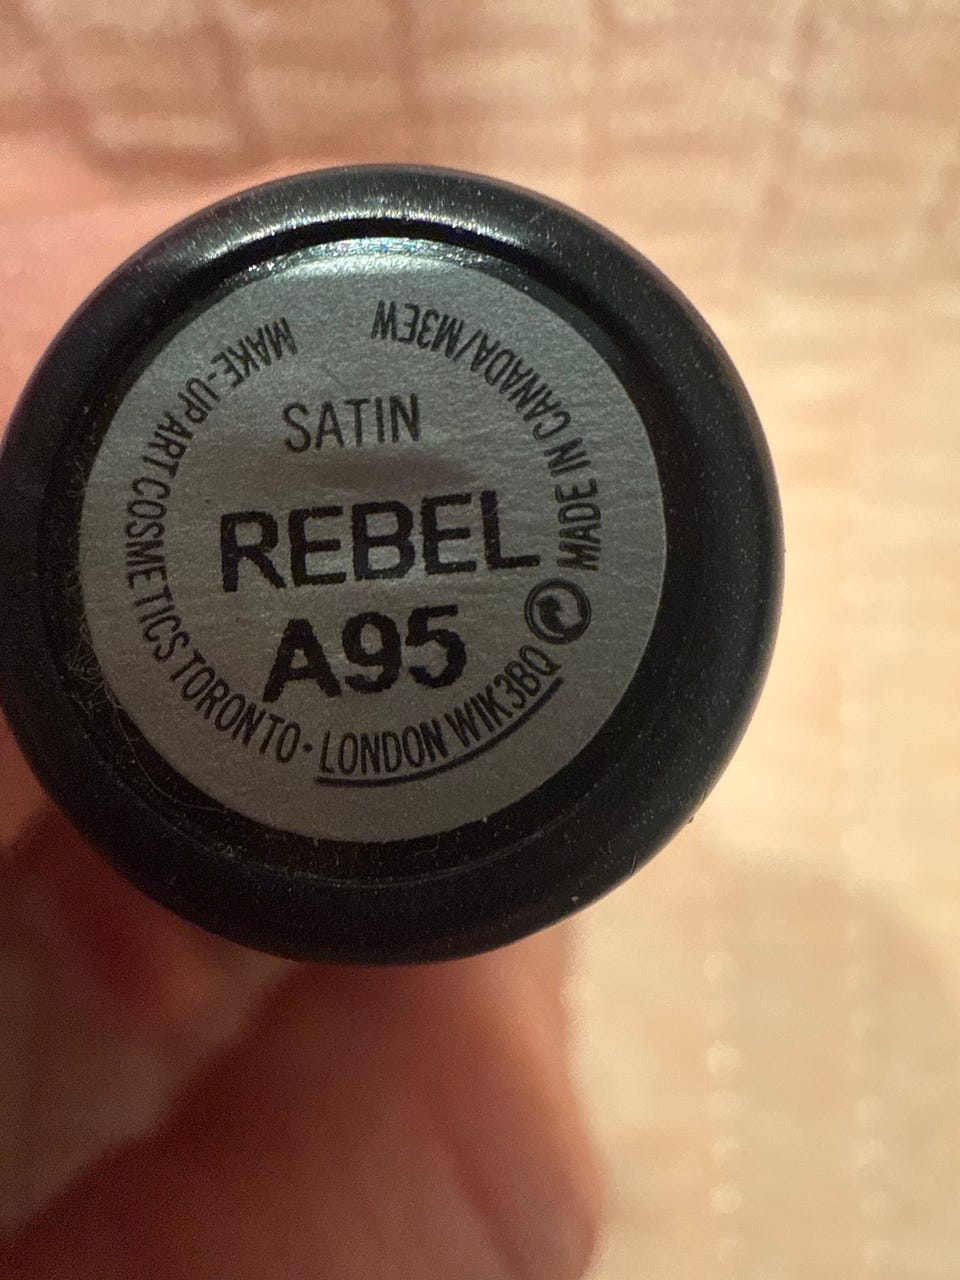 SATIN
REBEL
A95
MAKE-UP ART COSMETICS TORONTO · LONDON W1K3BQ
MADE IN CANADA/M3EW